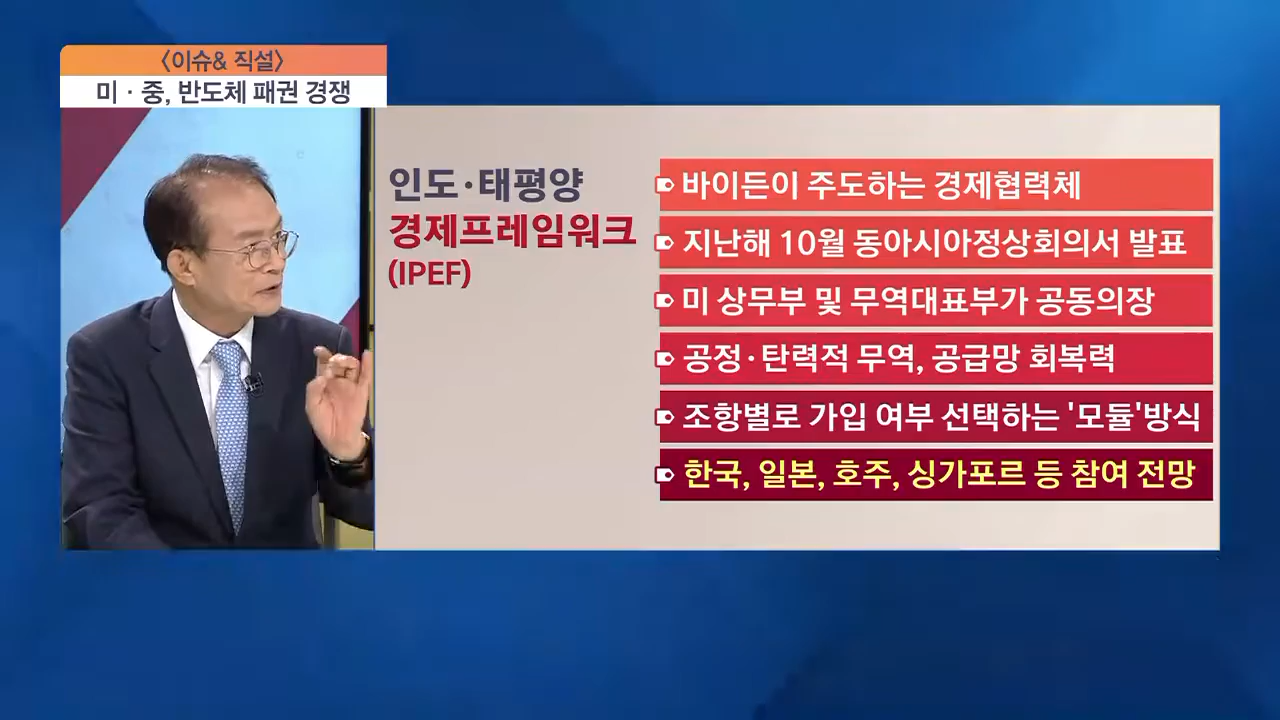 〈이슈& 직설〉
미·중, 반도체 패권 경쟁
인도·태평양
경제프레임워크
(IPEF)
바이든이 주도하는 경제협력체
지난해 10월 동아시아정상회의서 발표
미 상무부 및 무역대표부가 공동의장
공정·탄력적 무역, 공급망 회복력
조항별로 가입 여부 선택하는 '모듈'방식
한국, 일본, 호주, 싱가포르 등 참여 전망